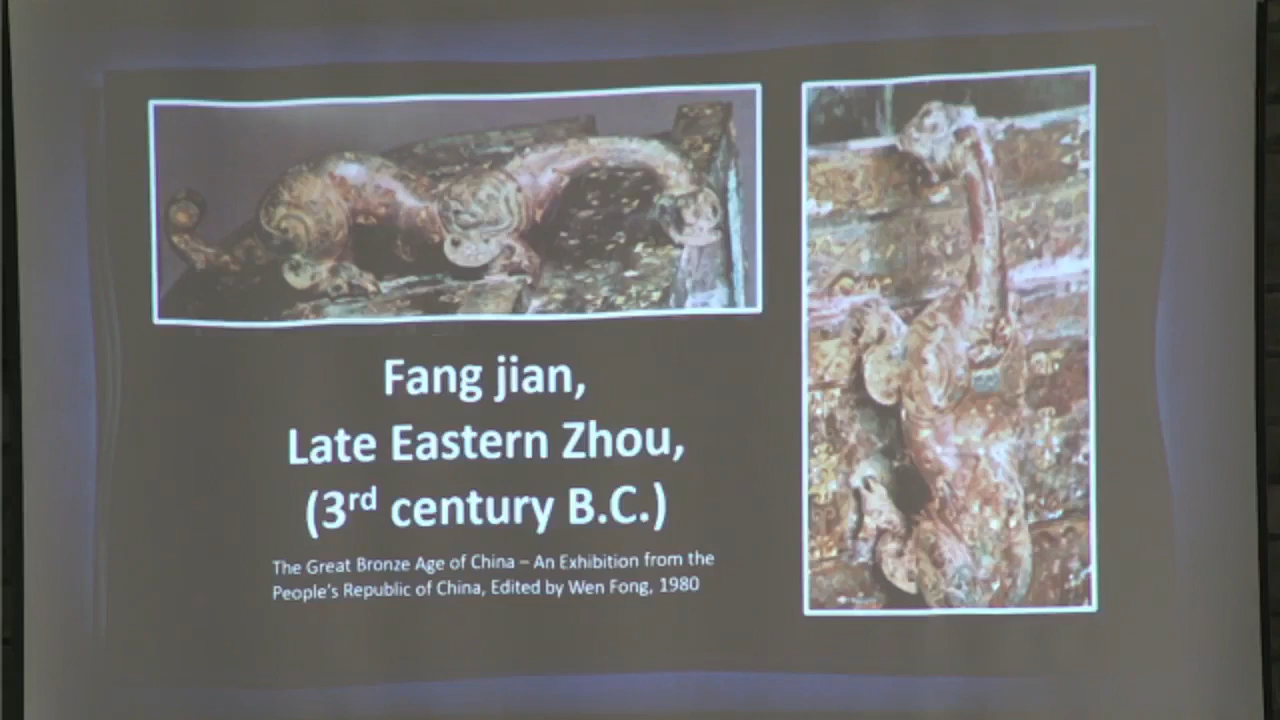 Fang jian,
Late Eastern Zhou,
(3rd century B.C.)
The Great Bronze Age of China – An Exhibition from the
People's Republic of China, Edited by Wen Fong, 1980